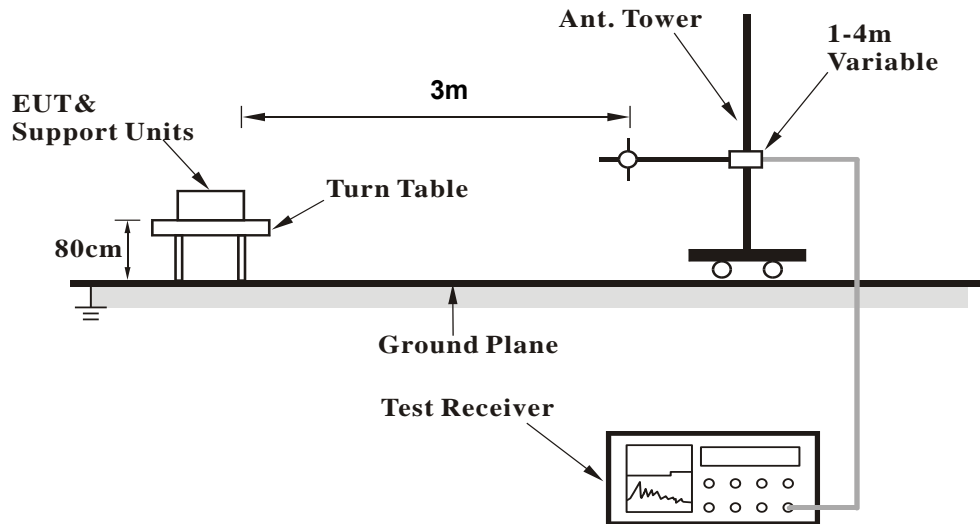 Ant. Tower
1-4m
Variable
3m
EUT&
Support Units
Turn Table
80cm
Ground Plane
Test Receiver